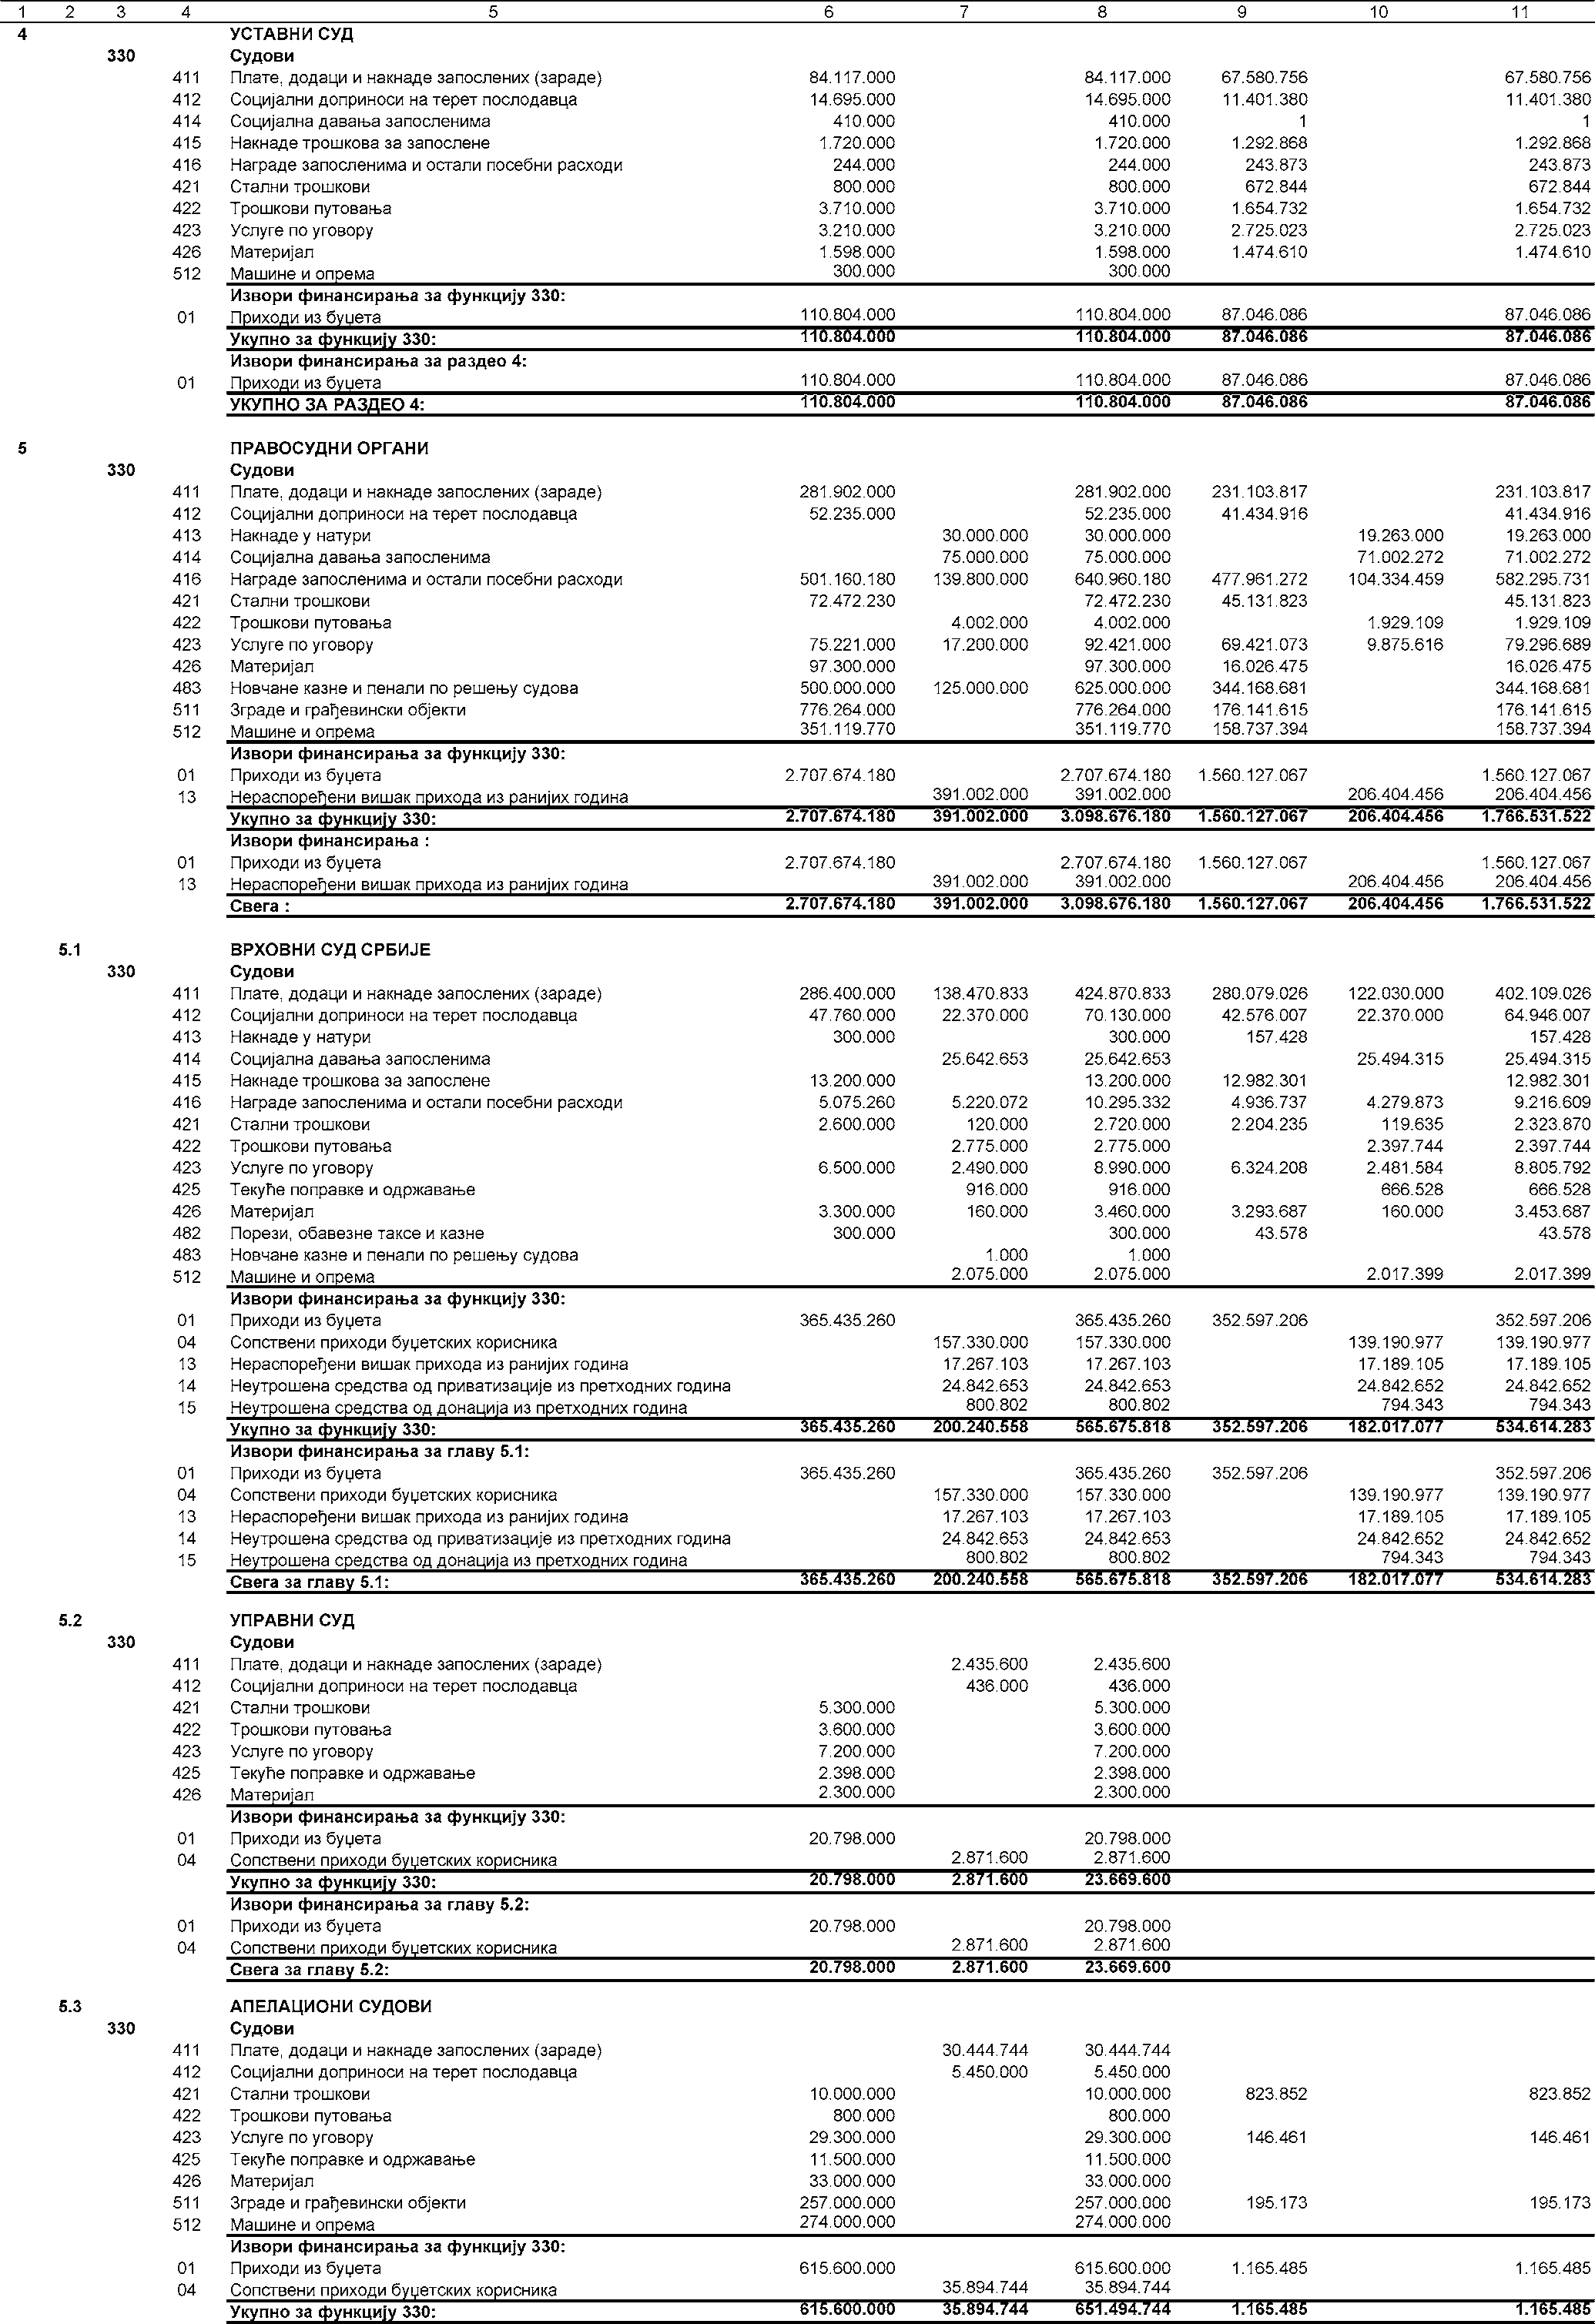 1 2 3 4 5 6 7 8 9 10 11
4 УСТАВНИ СУД
330 Судови
411 Плате, додаци и накнаде запослених (зараде) 84.117.000 84.117.000 67.580.756 67.580.756
412 Социјални доприноси на терет послодавца 14.695.000 14.695.000 11.401.380 11.401.380
414 Социјална давања запосленима 410.000 410.000 1 1
415 Накнаде трошкова за запослене 1.720.000 1.720.000 1.292.868 1.292.868
416 Награде запосленима и остали посебни расходи 244.000 244.000 243.873 243.873
421 Стални трошкови 800.000 800.000 672.844 672.844
422 Трошкови путовања 3.710.000 3.710.000 1.654.732 1.654.732
423 Услуге по уговору 3.210.000 3.210.000 2.725.023 2.725.023
426 Материјал 1.598.000 1.598.000 1.474.610 1.474.610
512 Машине и опрема 300.000 300.000
Извори финансирања за функцију 330:
01 Приходи из буџета 110.804.000 110.804.000 87.046.086 87.046.086
Укупно за функцију 330: 110.804.000 110.804.000 87.046.086 87.046.086
Извори финансирања за раздео 4:
01 Приходи из буџета 110.804.000 110.804.000 87.046.086 87.046.086
УКУПНО ЗА РАЗДЕО 4: 110.804.000 110.804.000 87.046.086 87.046.086
5 ПРАВОСУДНИ ОРГАНИ
330 Судови
411 Плате, додаци и накнаде запослених (зараде) 281.902.000 281.902.000 231.103.817 231.103.817
412 Социјални доприноси на терет послодавца 52.235.000 52.235.000 41.434.916 41.434.916
413 Накнаде у натури 30.000.000 30.000.000 19.263.000 19.263.000
414 Социјална давања запосленима 75.000.000 75.000.000 71.002.272 71.002.272
416 Награде запосленима и остали посебни расходи 501.160.180 139.800.000 640.960.180 477.961.272 104.334.459 582.295.731
421 Стални трошкови 72.472.230 72.472.230 45.131.823 45.131.823
422 Трошкови путовања 4.002.000 4.002.000 1.929.109 1.929.109
423 Услуге по уговору 75.221.000 17.200.000 92.421.000 69.421.073 9.875.616 79.296.689
426 Материјал 97.300.000 97.300.000 16.026.475 16.026.475
483 Новчане казне и пенали по решењу судова 500.000.000 125.000.000 625.000.000 344.168.681 344.168.681
511 Зграде и грађевински објекти 776.264.000 776.264.000 176.141.615 176.141.615
512 Машине и опрема 351.119.770 351.119.770 158.737.394 158.737.394
Извори финансирања за функцију 330:
01 Приходи из буџета 2.707.674.180 2.707.674.180 1.560.127.067 1.560.127.067
13 Нераспоређени вишак прихода из ранијих година 391.002.000 391.002.000 206.404.456 206.404.456
Укупно за функцију 330: 2.707.674.180 391.002.000 3.098.676.180 1.560.127.067 206.404.456 1.766.531.522
Извори финансирања :
01 Приходи из буџета 2.707.674.180 2.707.674.180 1.560.127.067 1.560.127.067
13 Нераспоређени вишак прихода из ранијих година 391.002.000 391.002.000 206.404.456 206.404.456
Свега : 2.707.674.180 391.002.000 3.098.676.180 1.560.127.067 206.404.456 1.766.531.522
5.1 ВРХОВНИ СУД СРБИЈЕ
330 Судови
411 Плате, додаци и накнаде запослених (зараде) 286.400.000 138.470.833 424.870.833 280.079.026 122.030.000 402.109.026
412 Социјални доприноси на терет послодавца 47.760.000 22.370.000 70.130.000 42.576.007 22.370.000 64.946.007
413 Накнаде у натури 300.000 300.000 157.428 157.428
414 Социјална давања запосленима 25.642.653 25.642.653 25.494.315 25.494.315
415 Накнаде трошкова за запослене 13.200.000 13.200.000 12.982.301 12.982.301
416 Награде запосленима и остали посебни расходи 5.075.260 5.220.072 10.295.332 4.936.737 4.279.873 9.216.609
421 Стални трошкови 2.600.000 120.000 2.720.000 2.204.235 119.635 2.323.870
422 Трошкови путовања 2.775.000 2.775.000 2.397.744 2.397.744
423 Услуге по уговору 6.500.000 2.490.000 8.990.000 6.324.208 2.481.584 8.805.792
425 Текуће поправке и одржавање 916.000 916.000 666.528 666.528
426 Материјал 3.300.000 160.000 3.460.000 3.293.687 160.000 3.453.687
482 Порези, обавезне таксе и казне 300.000 300.000 43.578 43.578
483 Новчане казне и пенали по решењу судова 1.000 1.000
512 Машине и опрема 2.075.000 2.075.000 2.017.399 2.017.399
Извори финансирања за функцију 330:
01 Приходи из буџета 365.435.260 365.435.260 352.597.206 352.597.206
04 Сопствени приходи буџетских корисника 157.330.000 157.330.000 139.190.977 139.190.977
13 Нераспоређени вишак прихода из ранијих година 17.267.103 17.267.103 17.189.105 17.189.105
14 Неутрошена средства од приватизације из претходних година 24.842.653 24.842.653 24.842.652 24.842.652
15 Неутрошена средства од донација из претходних година 800.802 800.802 794.343 794.343
Укупно за функцију 330: 365.435.260 200.240.558 565.675.818 352.597.206 182.017.077 534.614.283
Извори финансирања за главу 5.1:
01 Приходи из буџета 365.435.260 365.435.260 352.597.206 352.597.206
04 Сопствени приходи буџетских корисника 157.330.000 157.330.000 139.190.977 139.190.977
13 Нераспоређени вишак прихода из ранијих година 17.267.103 17.267.103 17.189.105 17.189.105
14 Неутрошена средства од приватизације из претходних година 24.842.653 24.842.653 24.842.652 24.842.652
15 Неутрошена средства од донација из претходних година 800.802 800.802 794.343 794.343
Свега за главу 5.1: 365.435.260 200.240.558 565.675.818 352.597.206 182.017.077 534.614.283
5.2 УПРАВНИ СУД
330 Судови
411 Плате, додаци и накнаде запослених (зараде) 2.435.600 2.435.600
412 Социјални доприноси на терет послодавца 436.000 436.000
421 Стални трошкови 5.300.000 5.300.000
422 Трошкови путовања 3.600.000 3.600.000
423 Услуге по уговору 7.200.000 7.200.000
425 Текуће поправке и одржавање 2.398.000 2.398.000
426 Материјал 2.300.000 2.300.000
Извори финансирања за функцију 330:
01 Приходи из буџета 20.798.000 20.798.000
04 Сопствени приходи буџетских корисника 2.871.600 2.871.600
Укупно за функцију 330: 20.798.000 2.871.600 23.669.600
Извори финансирања за главу 5.2:
01 Приходи из буџета 20.798.000 20.798.000
04 Сопствени приходи буџетских корисника 2.871.600 2.871.600
Свега за главу 5.2: 20.798.000 2.871.600 23.669.600
5.3 АПЕЛАЦИОНИ СУДОВИ
330 Судови
411 Плате, додаци и накнаде запослених (зараде) 30.444.744 30.444.744
412 Социјални доприноси на терет послодавца 5.450.000 5.450.000
421 Стални трошкови 10.000.000 10.000.000 823.852 823.852
422 Трошкови путовања 800.000 800.000
423 Услуге по уговору 29.300.000 29.300.000 146.461 146.461
425 Текуће поправке и одржавање 11.500.000 11.500.000
426 Материјал 33.000.000 33.000.000
511 Зграде и грађевински објекти 257.000.000 257.000.000 195.173 195.173
512 Машине и опрема 274.000.000 274.000.000
Извори финансирања за функцију 330:
01 Приходи из буџета 615.600.000 615.600.000 1.165.485 1.165.485
04 Сопствени приходи буџетских корисника 35.894.744 35.894.744
Укупно за функцију 330: 615.600.000 35.894.744 651.494.744 1.165.485 1.165.485